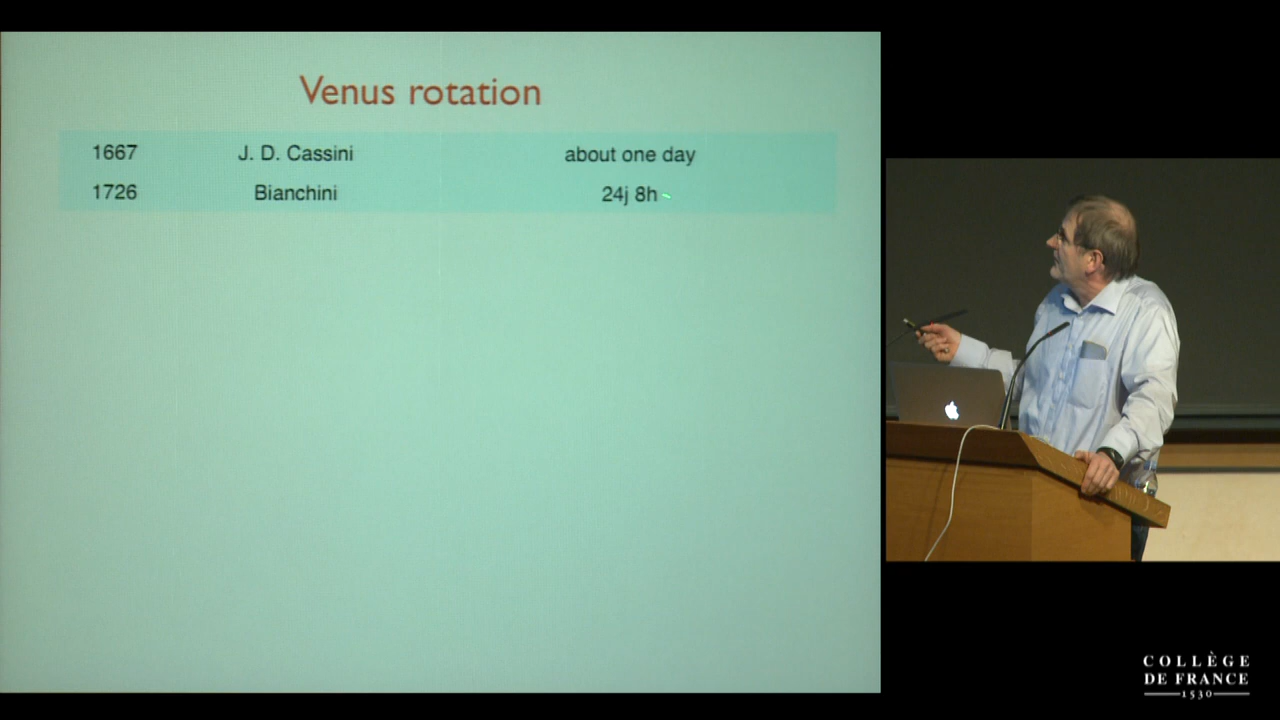 Venus rotation
1667 J. D. Cassini about one day
1726 Bianchini 24j 8h
COLLÈGE
DE FRANCE
1530